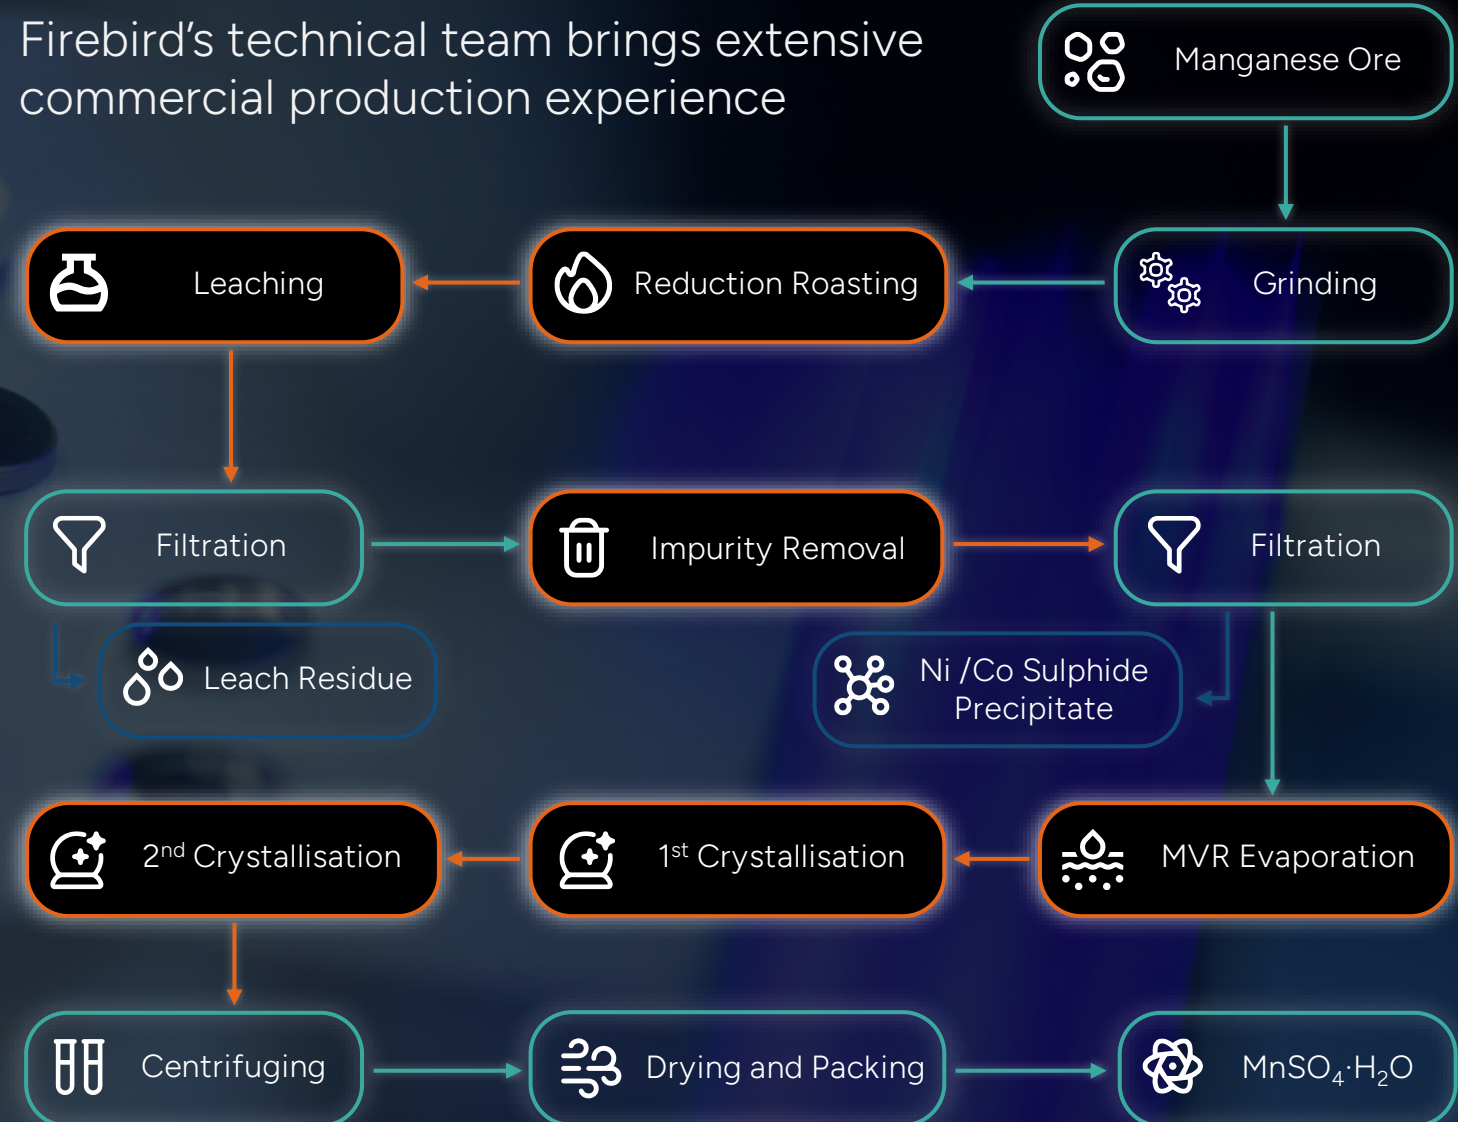 Firebird's technical team brings extensive
commercial production experience
Manganese Ore
Leaching
Reduction Roasting
Grinding
Filtration
Impurity Removal
Filtration
Leach Residue
Ni /Co Sulphide
Precipitate
2nd Crystallisation
1st Crystallisation
MVR Evaporation
Centrifuging
Drying and Packing
MnSO₄·H₂O